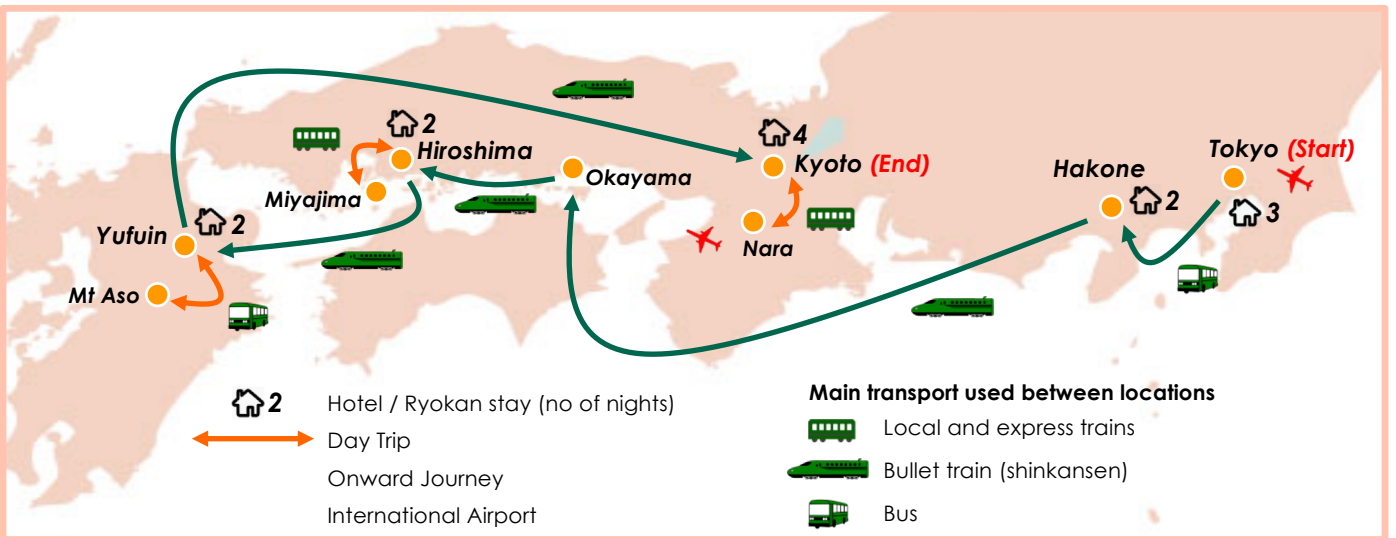 2
Hiroshima
Miyajima
Okayama
4
Kyoto (End)
Nara
Hakone
2
Tokyo (Start)
3
2
Yufuin
Mt Aso
2
Hotel / Ryokan stay (no of nights)
Day Trip
Onward Journey
International Airport
Main transport used between locations
Local and express trains
Bullet train (shinkansen)
Bus